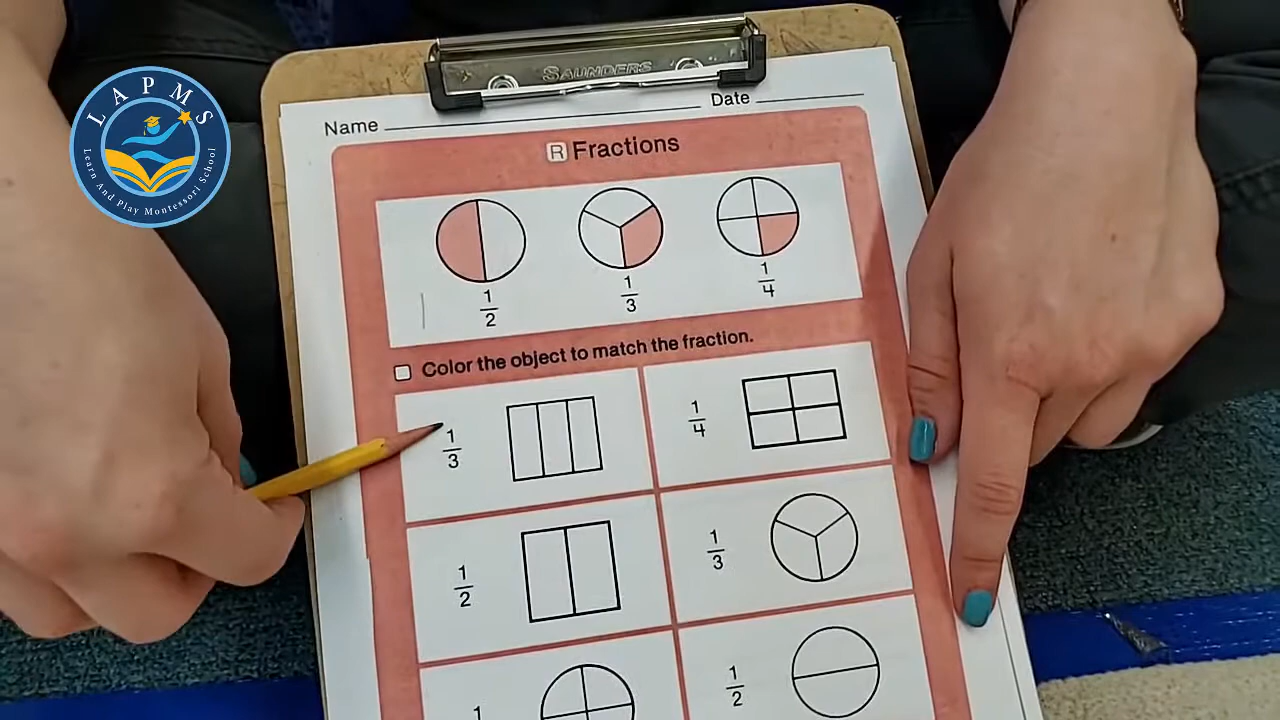 LAPMS
Learn And Play Montessori School
SAUNDERS
Name Date
R Fractions
1/2 1/3 1/4
Color the object to match the fraction.
1/3 1/4
1/2 1/3
1 1/2